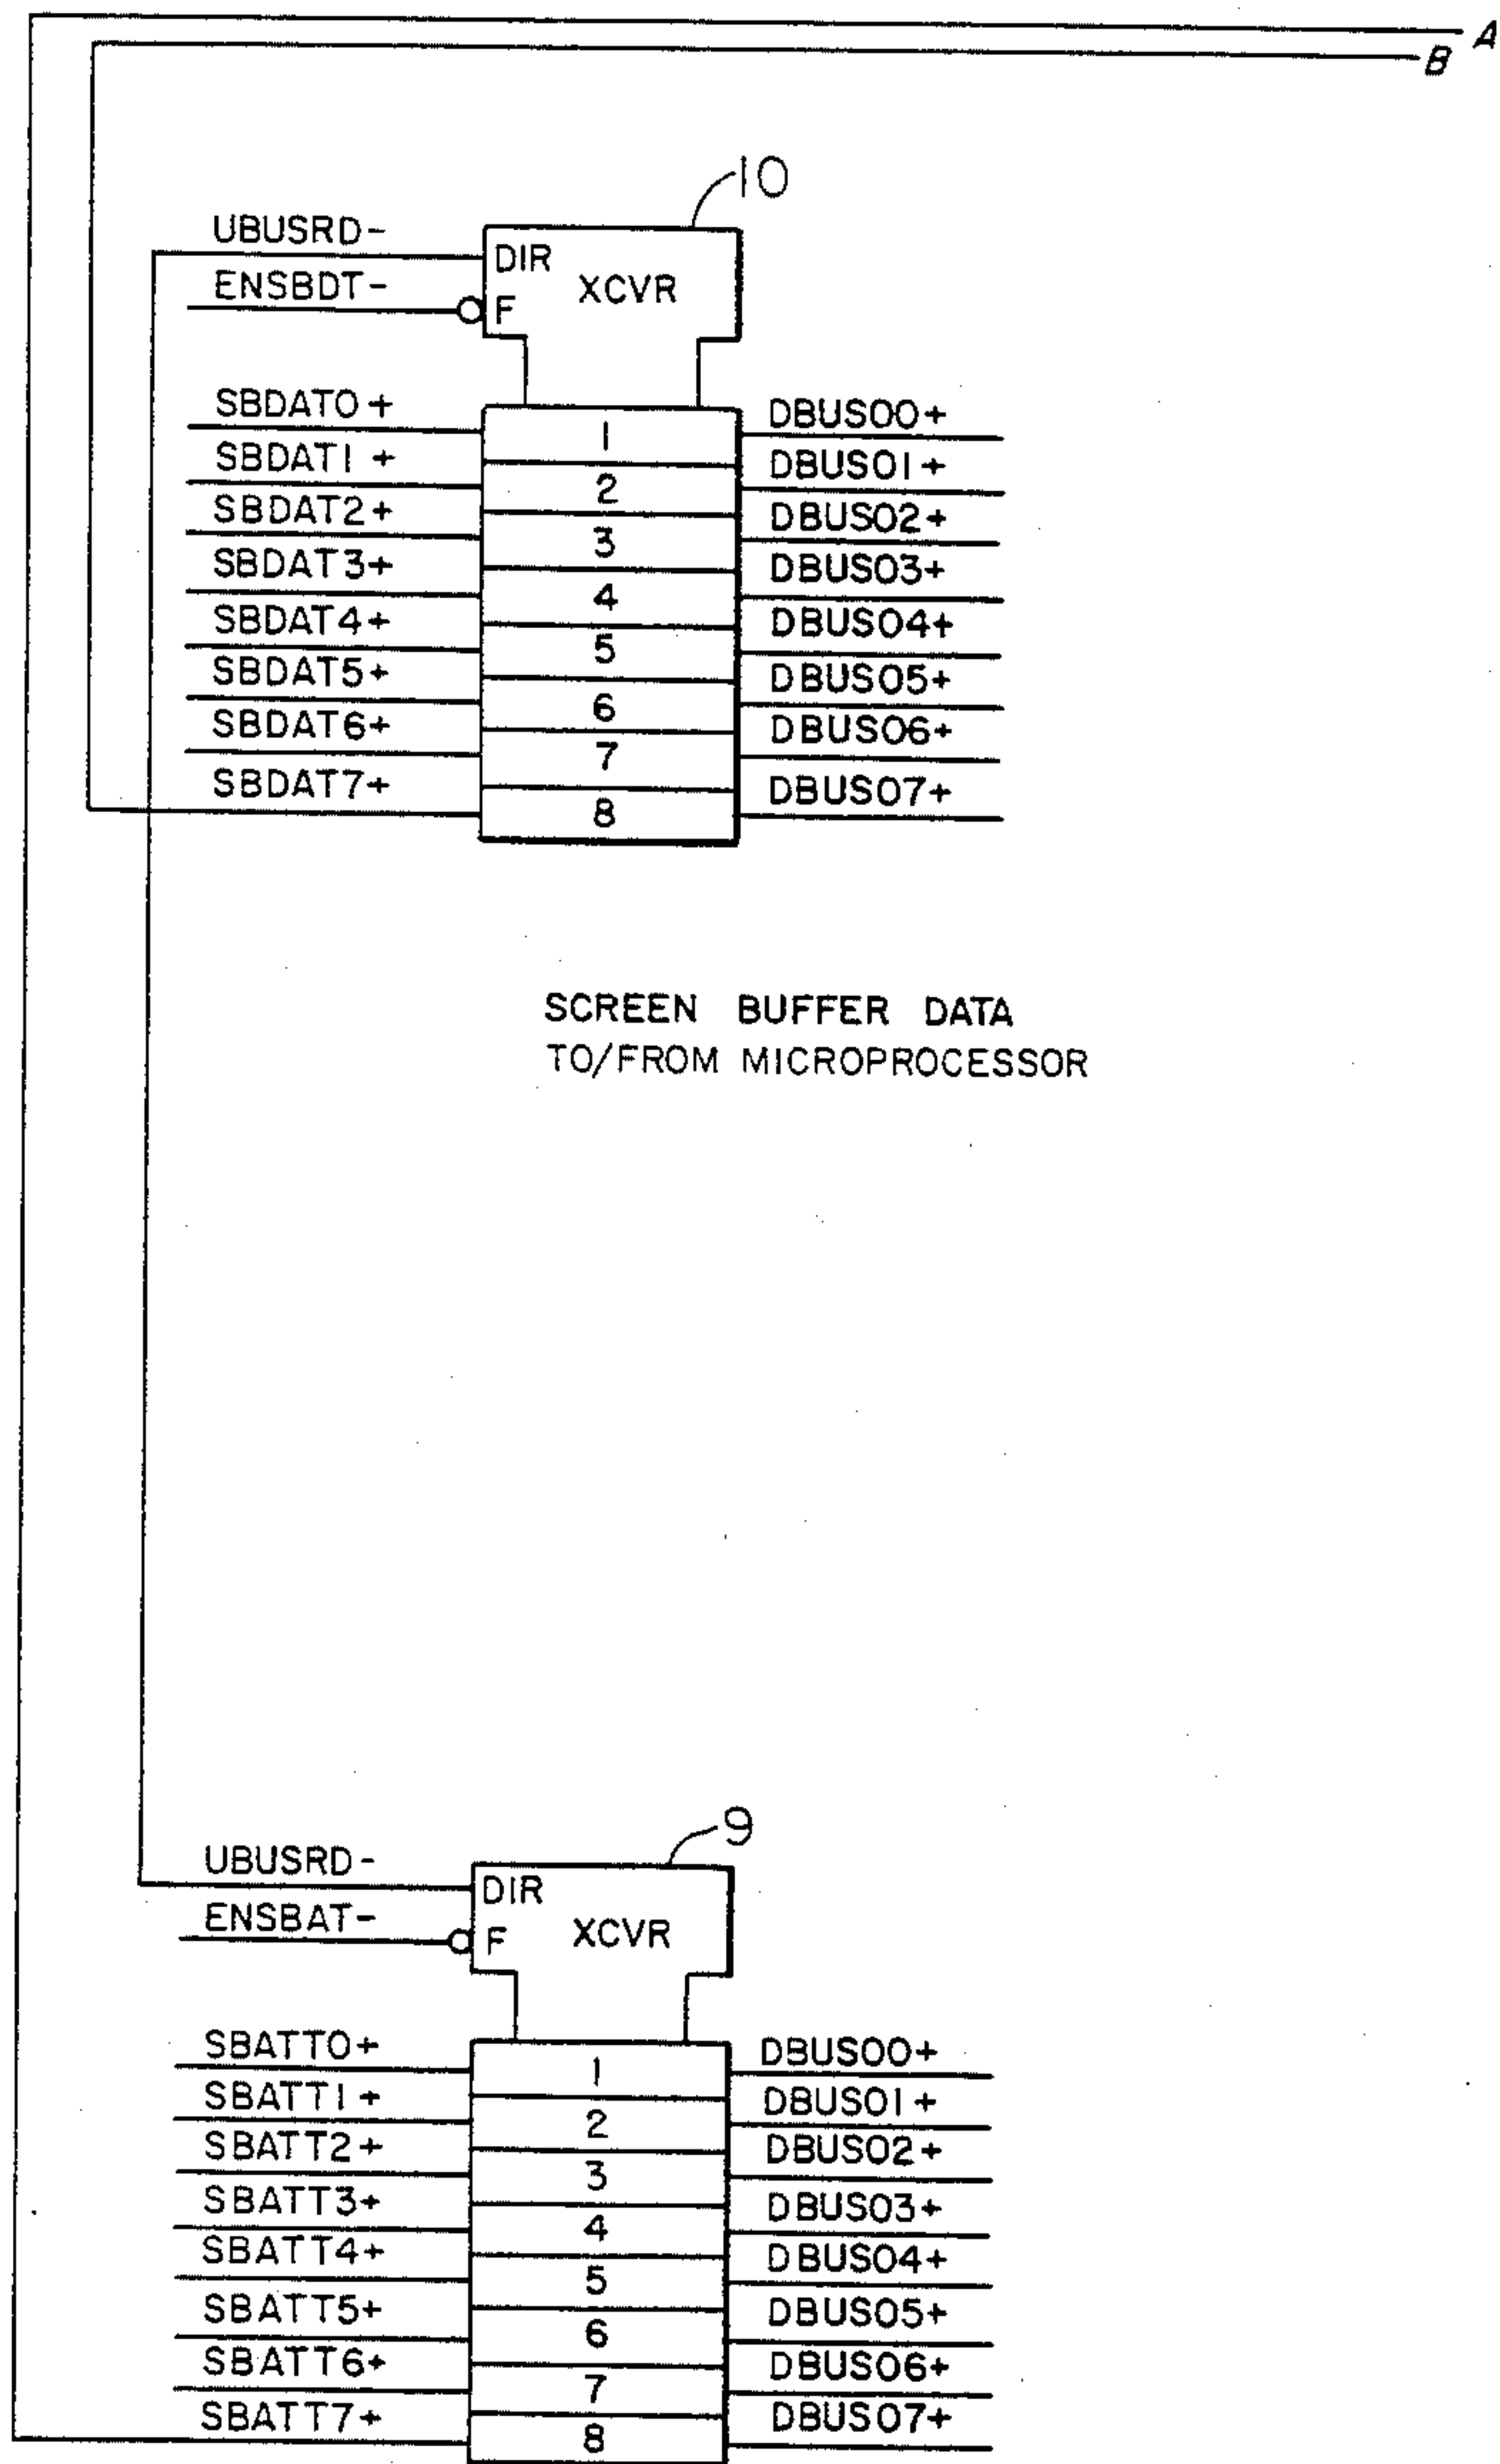 A
B
10
UBUSRD-
DIR
ENSBDT-
F
XCVR
SBDAT0+ 1 DBUS00+
SBDAT1+ 2 DBUS01+
SBDAT2+ 3 DBUS02+
SBDAT3+ 4 DBUS03+
SBDAT4+ 5 DBUS04+
SBDAT5+ 6 DBUS05+
SBDAT6+ 7 DBUS06+
SBDAT7+ 8 DBUS07+
SCREEN BUFFER DATA
TO/FROM MICROPROCESSOR
9
UBUSRD-
DIR
ENSBAT-
F
XCVR
SBATT0+ 1 DBUS00+
SBATT1+ 2 DBUS01+
SBATT2+ 3 DBUS02+
SBATT3+ 4 DBUS03+
SBATT4+ 5 DBUS04+
SBATT5+ 6 DBUS05+
SBATT6+ 7 DBUS06+
SBATT7+ 8 DBUS07+